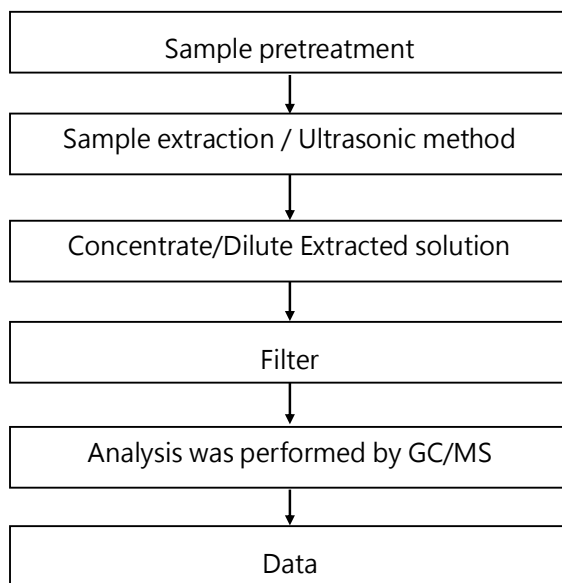 Sample pretreatment
Sample extraction / Ultrasonic method
Concentrate/Dilute Extracted solution
Filter
Analysis was performed by GC/MS
Data